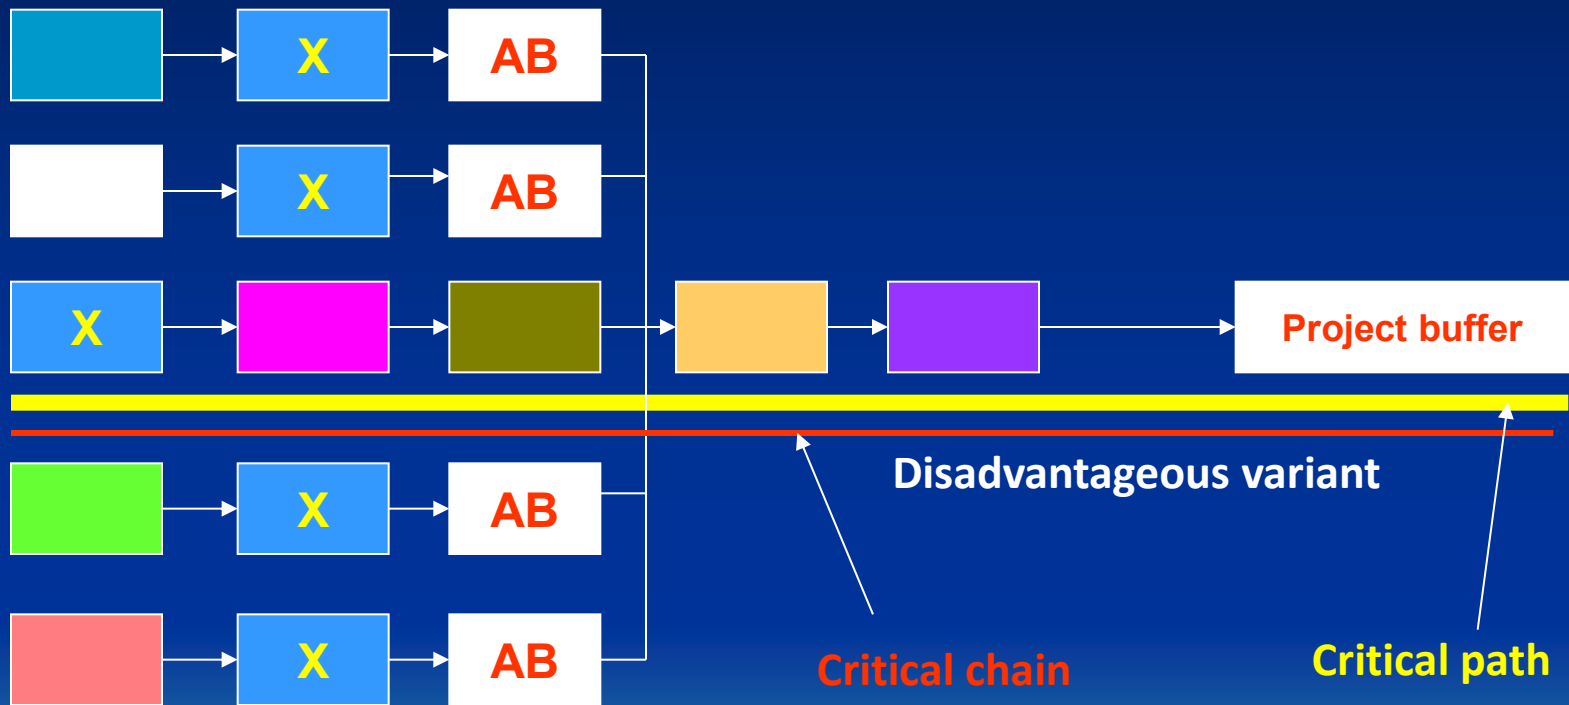 X
AB
X
AB
X
Project buffer
Disadvantageous variant
X
AB
X
AB
Critical chain
Critical path